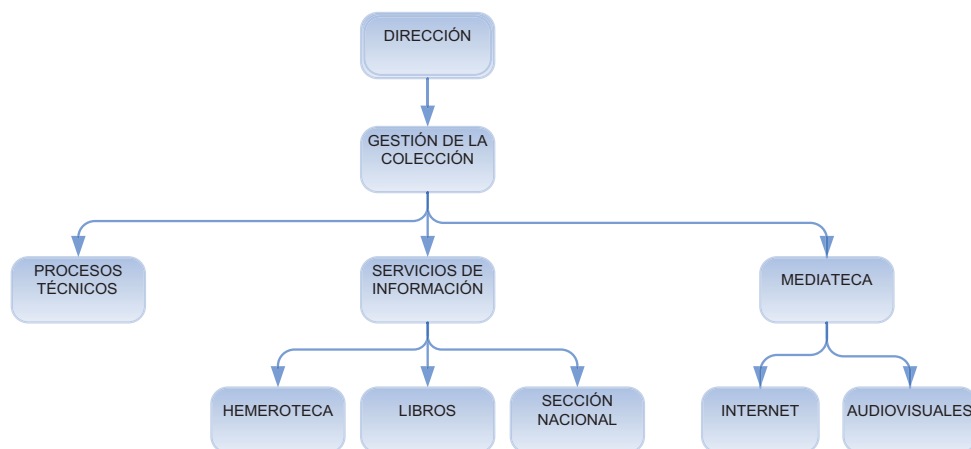 DIRECCIÓN
GESTIÓN DE LA
COLECCIÓN
PROCESOS
TÉCNICOS
SERVICIOS DE
INFORMACIÓN
MEDIATECA
HEMEROTECA
LIBROS
SECCIÓN
NACIONAL
INTERNET
AUDIOVISUALES